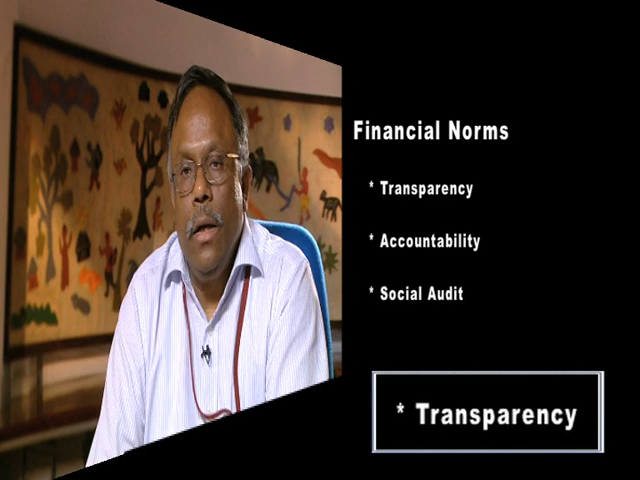 Financial Norms
* Transparency
* Accountability
* Social Audit
* Transparency